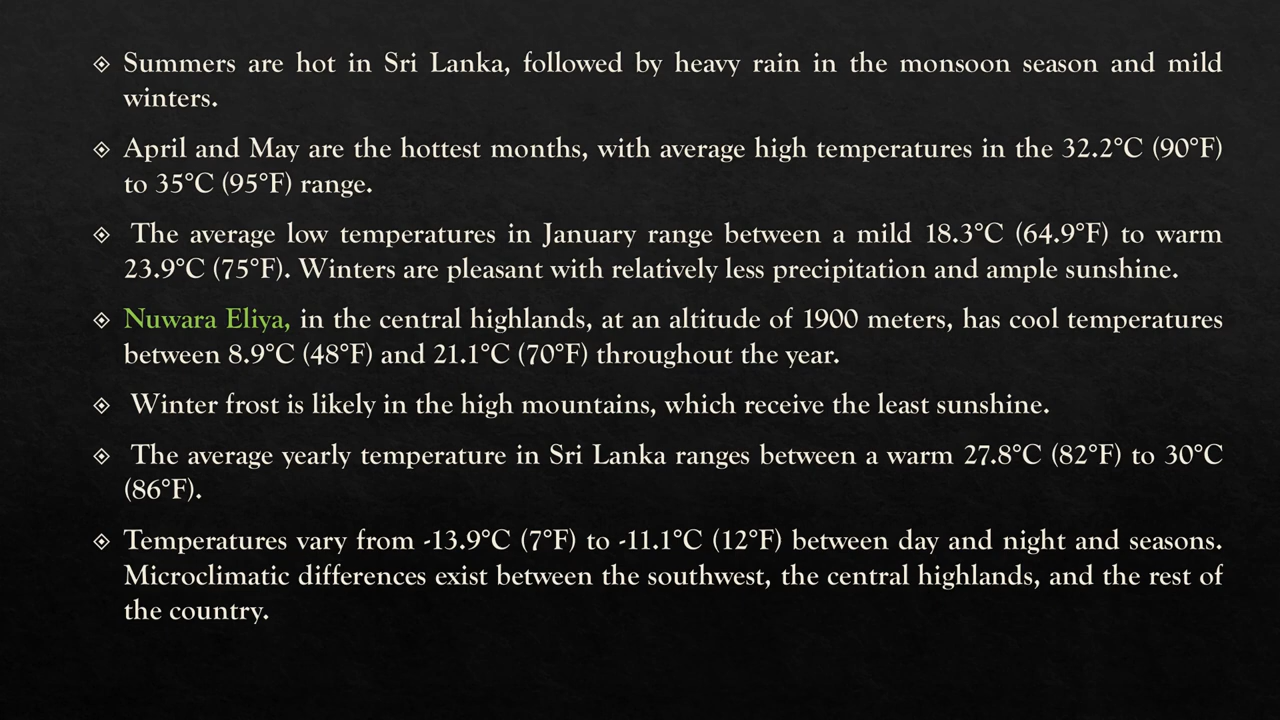 Summers are hot in Sri Lanka, followed by heavy rain in the monsoon season and mild
winters.
April and May are the hottest months, with average high temperatures in the 32.2°C (90°F)
to 35°C (95°F) range.
The average low temperatures in January range between a mild 18.3°C (64.9°F) to warm
23.9°C (75°F). Winters are pleasant with relatively less precipitation and ample sunshine.
Nuwara Eliya, in the central highlands, at an altitude of 1900 meters, has cool temperatures
between 8.9°C (48°F) and 21.1°C (70°F) throughout the year.
Winter frost is likely in the high mountains, which receive the least sunshine.
The average yearly temperature in Sri Lanka ranges between a warm 27.8°C (82°F) to 30°C
(86°F).
Temperatures vary from -13.9°C (7°F) to -11.1°C (12°F) between day and night and seasons.
Microclimatic differences exist between the southwest, the central highlands, and the rest of
the country.